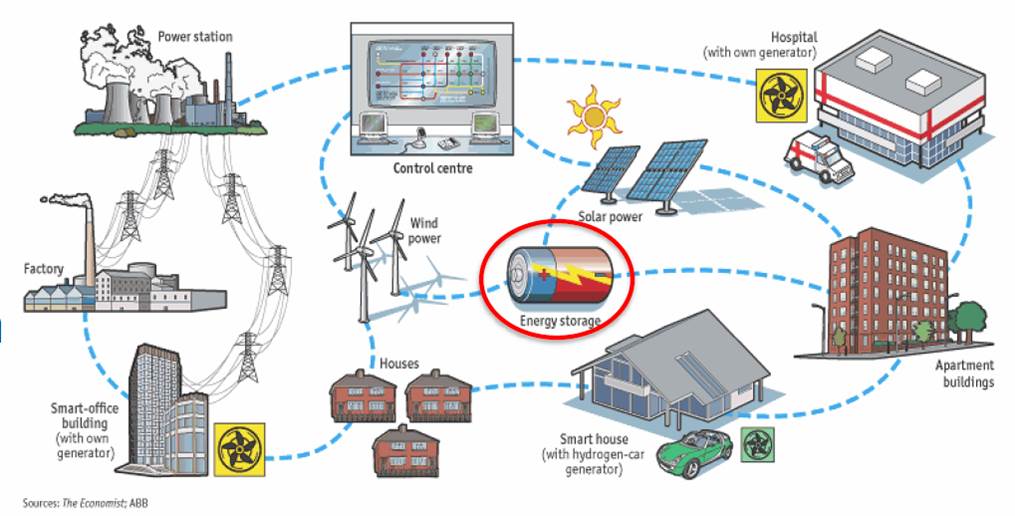 Power station
Hospital
(with own generator)
Control centre
Solar power
Wind
power
Factory
Energy storage
Houses
Apartment
buildings
Smart-office
building
(with own
generator)
Smart house
(with hydrogen-car
generator)
Sources: The Economist; ABB